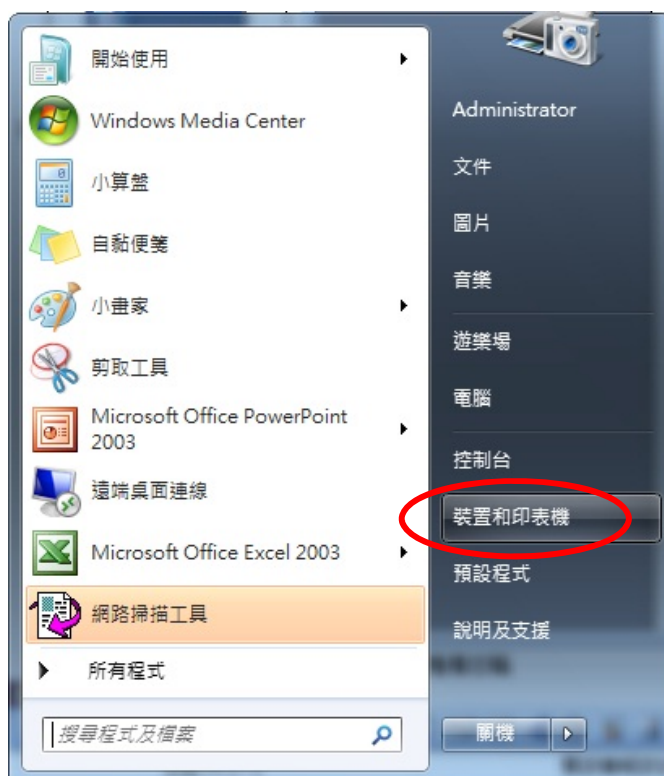 開始使用
Windows Media Center
小算盤
自黏便箋
小畫家
剪取工具
Microsoft Office PowerPoint
2003
遠端桌面連線
Microsoft Office Excel 2003
網路掃描工具
所有程式
搜尋程式及檔案
Administrator
文件
圖片
音樂
遊樂場
電腦
控制台
裝置和印表機
預設程式
說明及支援
關機